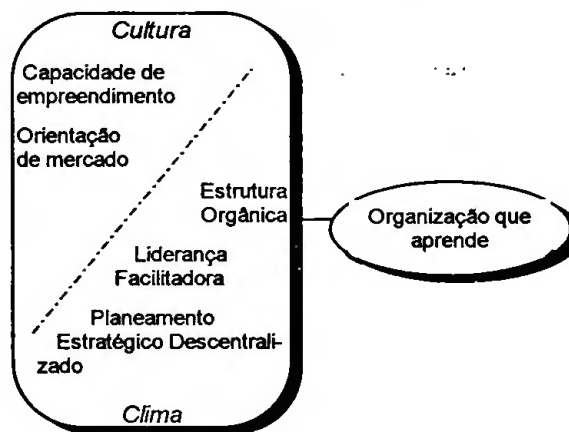 Cultura
Capacidade de
empreendimento
Orientação
de mercado
Estrutura
Orgânica
Liderança
Facilitadora
Planeamento
Estratégico Descentrali-
zado
Clima
Organização que
aprende